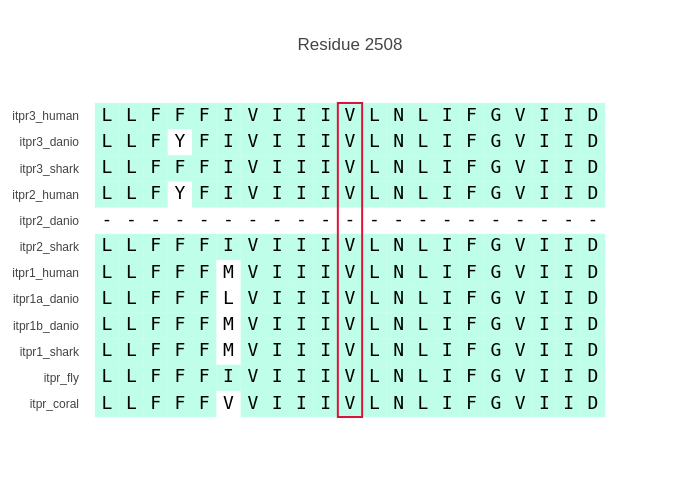 Residue 2508
itpr3_human L L F F F I V I I I V L N L I F G V I I D
itpr3_danio L L F Y F I V I I I V L N L I F G V I I D
itpr3_shark L L F F F I V I I I V L N L I F G V I I D
itpr2_human L L F Y F I V I I I V L N L I F G V I I D
itpr2_danio - - - - - - - - - - - - - - - - - - - - -
itpr2_shark L L F F F I V I I I V L N L I F G V I I D
itpr1_human L L F F F M V I I I V L N L I F G V I I D
itpr1a_danio L L F F F L V I I I V L N L I F G V I I D
itpr1b_danio L L F F F M V I I I V L N L I F G V I I D
itpr1_shark L L F F F M V I I I V L N L I F G V I I D
itpr_fly L L F F F I V I I I V L N L I F G V I I D
itpr_coral L L F F F V V I I I V L N L I F G V I I D